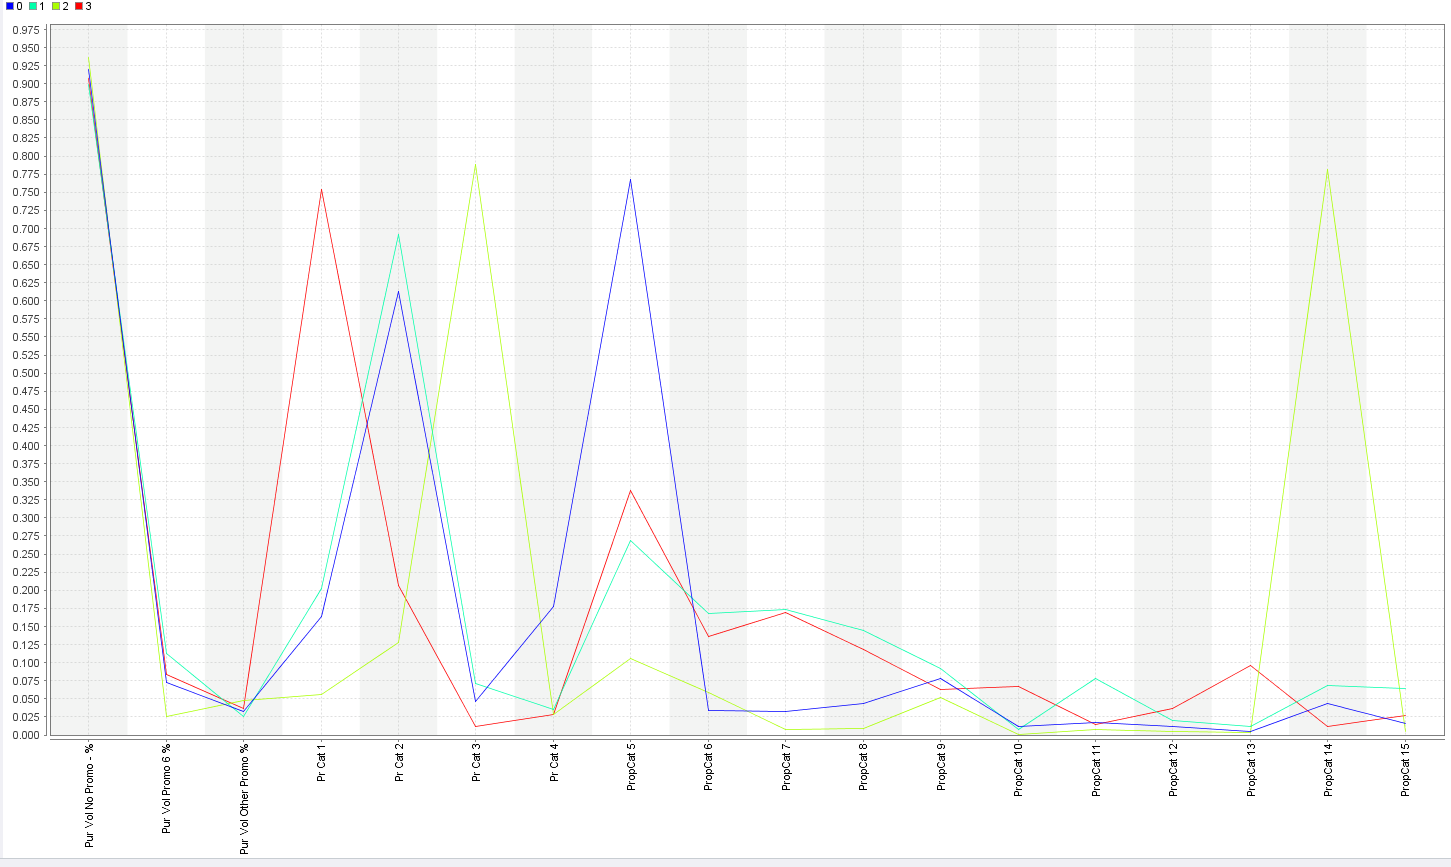 0 1 2 3
0.975
0.950
0.925
0.900
0.875
0.850
0.825
0.800
0.775
0.750
0.725
0.700
0.675
0.650
0.625
0.600
0.575
0.550
0.525
0.500
0.475
0.450
0.425
0.400
0.375
0.350
0.325
0.300
0.275
0.250
0.225
0.200
0.175
0.150
0.125
0.100
0.075
0.050
0.025
0.000
Pur Vol No Promo - %
Pur Vol Promo 6 %
Pur Vol Other Promo %
Pr Cat 1
Pr Cat 2
Pr Cat 3
Pr Cat 4
PropCat 5
PropCat 6
PropCat 7
PropCat 8
PropCat 9
PropCat 10
PropCat 11
PropCat 12
PropCat 13
PropCat 14
PropCat 15